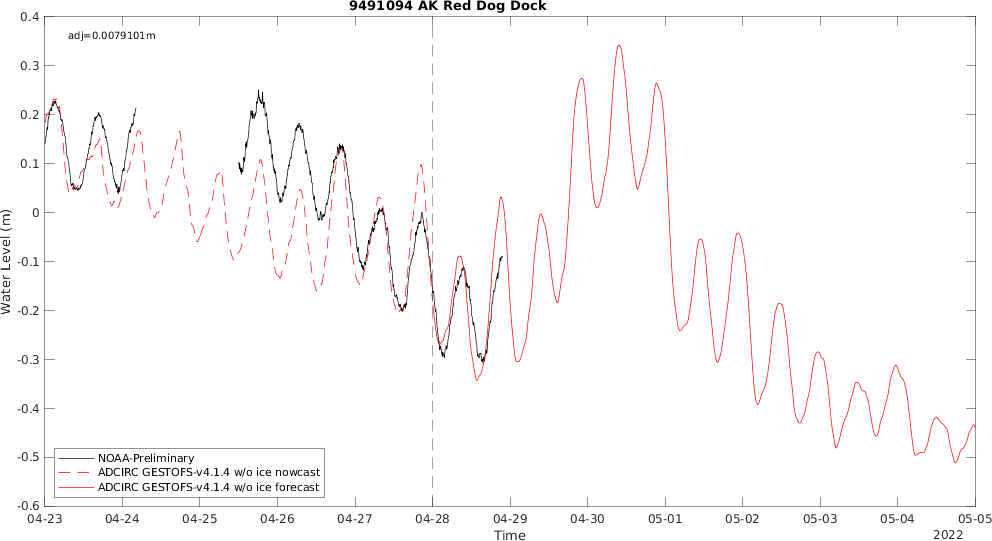 9491094 AK Red Dog Dock
adj=0.0079101m
0.4
0.3
0.2
0.1
0
-0.1
-0.2
-0.3
-0.4
-0.5
-0.6
Water Level (m)
NOAA-Preliminary
ADCIRC GESTOFS-v4.1.4 w/o ice nowcast
ADCIRC GESTOFS-v4.1.4 w/o ice forecast
04-23 04-24 04-25 04-26 04-27 04-28 04-29 04-30 05-01 05-02 05-03 05-04 05-05
Time
2022